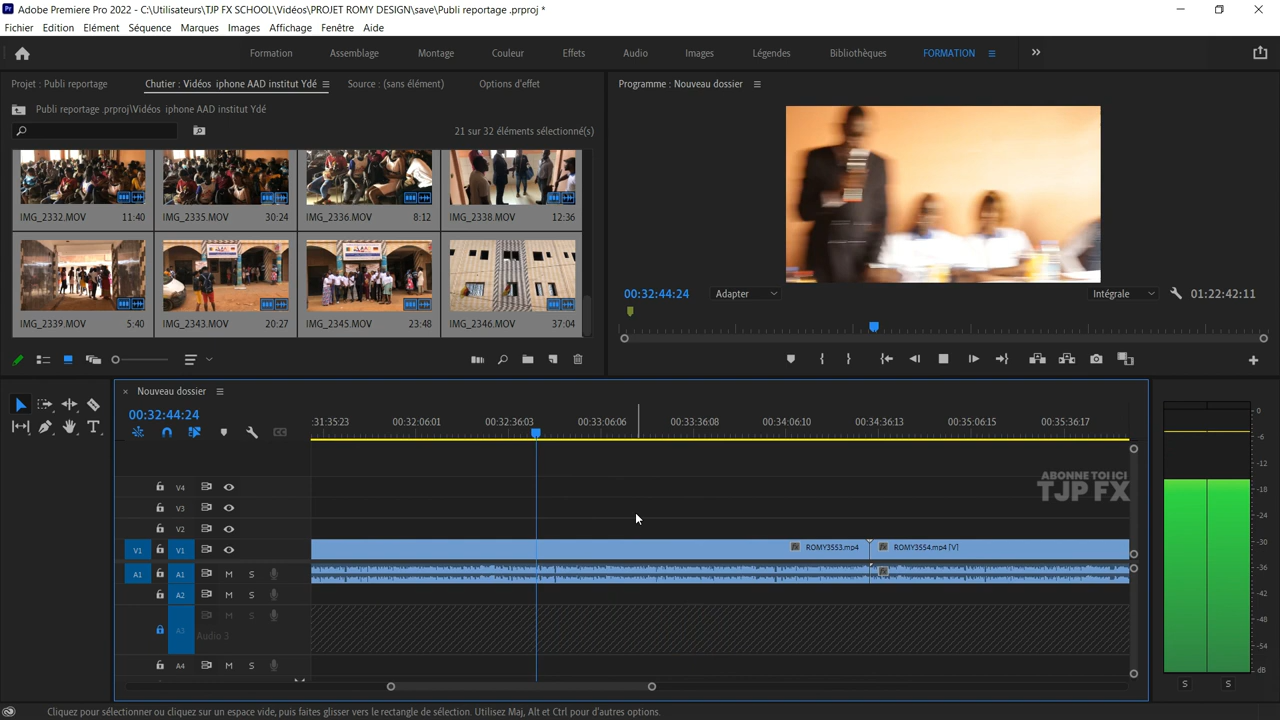 Adobe Premiere Pro 2022 - C:\Utilisateurs\TJP FX SCHOOL\Vidéos\PROJET ROMY DESIGN\save\Publi reportage .prproj *
Fichier Edition Elément Séquence Marques Images Affichage Fenêtre Aide
Formation Assemblage Montage Couleur Effets Audio Images Légendes Bibliothèques FORMATION
Projet : Publi reportage Chutier : Vidéos iphone AAD institut Ydé Source : (sans élément) Options d'effet
Programme : Nouveau dossier
Publi reportage .prproj\Vidéos iphone AAD institut Ydé
21 sur 32 éléments sélectionné(s)
IMG_2332.MOV 11:40 IMG_2335.MOV 30:24 IMG_2336.MOV 8:12 IMG_2338.MOV 12:36
IMG_2339.MOV 5:40 IMG_2343.MOV 20:27 IMG_2345.MOV 23:48 IMG_2346.MOV 37:04
00:32:44:24 Adapter Intégrale 01:22:42:11
Nouveau dossier
00:32:44:24
:31:35:23 00:32:06:01 00:32:36:03 00:33:06:06 00:33:36:08 00:34:06:10 00:34:36:13 00:35:06:15 00:35:36:17
ABONNE TOI ICI
TJP FX
V4
V3
V2
V1 V1 ROMY3553.mp4 ROMY3554.mp4 [V]
A1 A1 M S
A2 M S
A3 M S
Audio 3
A4 M S
0
-6
-12
-18
-24
-30
-36
-42
-48
-54
dB
S S
Cliquez pour sélectionner ou cliquez sur un espace vide, puis faites glisser vers le rectangle de sélection. Utilisez Maj, Alt et Ctrl pour d'autres options.